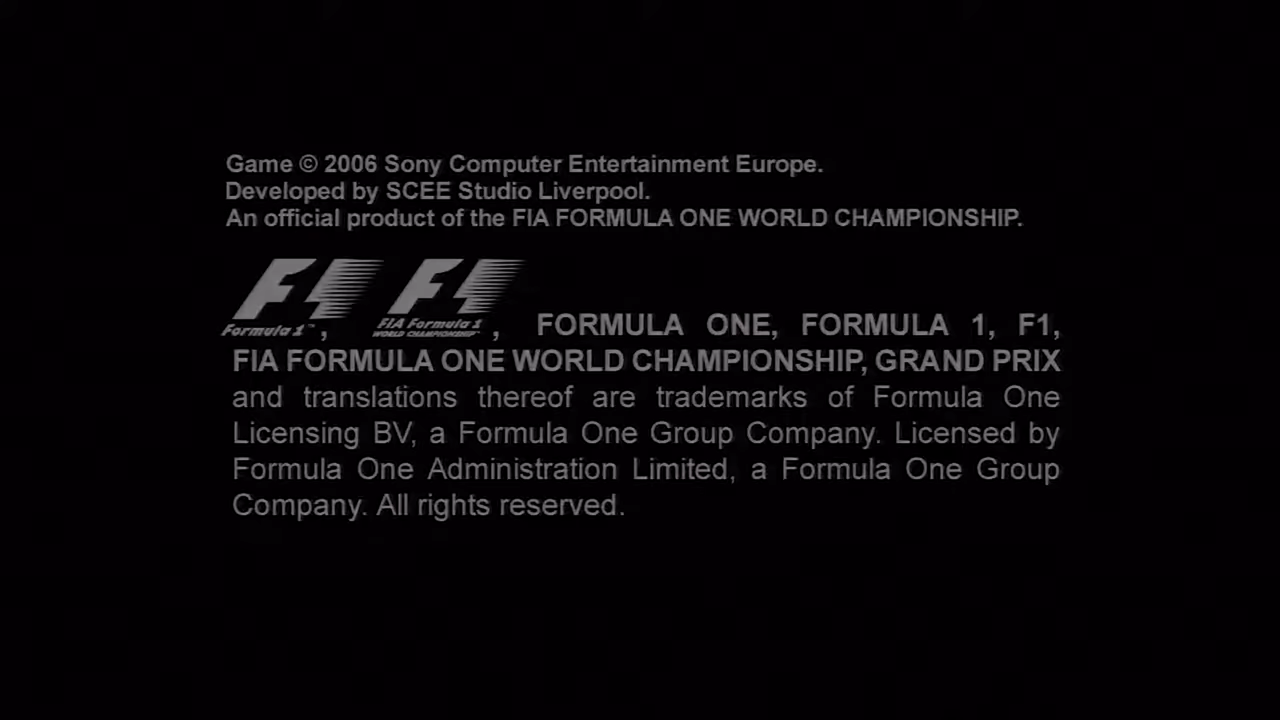 Game © 2006 Sony Computer Entertainment Europe.
Developed by SCEE Studio Liverpool.
An official product of the FIA FORMULA ONE WORLD CHAMPIONSHIP.
F1 F1
Formula 1™, FIA Formula 1 WORLD CHAMPIONSHIP™, FORMULA ONE, FORMULA 1, F1,
FIA FORMULA ONE WORLD CHAMPIONSHIP, GRAND PRIX
and translations thereof are trademarks of Formula One
Licensing BV, a Formula One Group Company. Licensed by
Formula One Administration Limited, a Formula One Group
Company. All rights reserved.